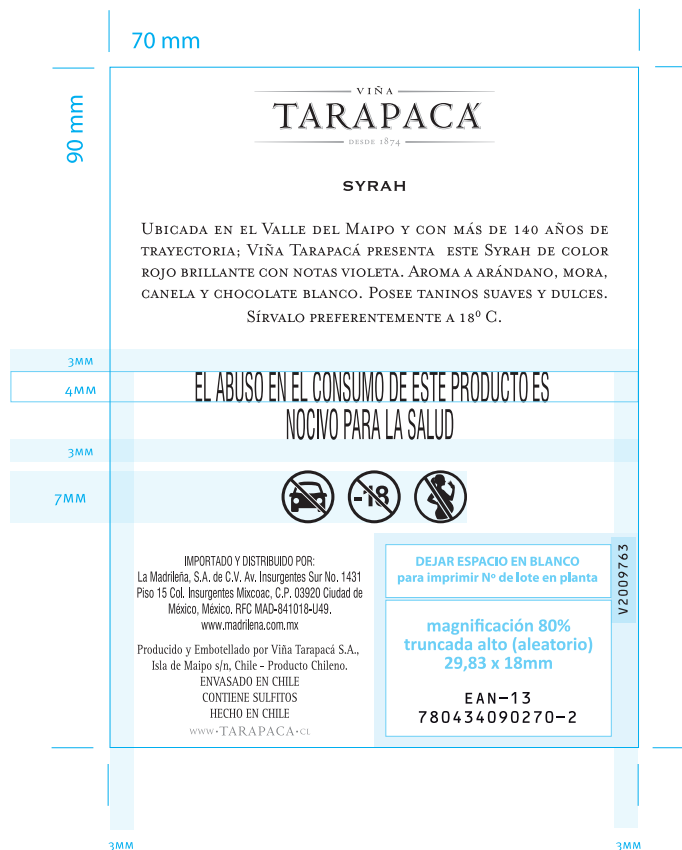 70 mm
90 mm
VIÑA
TARAPACÁ
DESDE 1874
SYRAH
UBICADA EN EL VALLE DEL MAIPO Y CON MÁS DE 140 AÑOS DE
TRAYECTORIA; VIÑA TARAPACÁ PRESENTA ESTE SYRAH DE COLOR
ROJO BRILLANTE CON NOTAS VIOLETA. AROMA A ARÁNDANO, MORA,
CANELA Y CHOCOLATE BLANCO. POSEE TANINOS SUAVES Y DULCES.
SÍRVALO PREFERENTEMENTE A 18º C.
3MM
4MM
EL ABUSO EN EL CONSUMO DE ESTE PRODUCTO ES
NOCIVO PARA LA SALUD
3MM
7MM
-18
IMPORTADO Y DISTRIBUIDO POR:
La Madrileña, S.A. de C.V. Av. Insurgentes Sur No. 1431
Piso 15 Col. Insurgentes Mixcoac, C.P. 03920 Ciudad de
México, México. RFC MAD-841018-U49.
www.madrilena.com.mx
Producido y Embotellado por Viña Tarapacá S.A.,
Isla de Maipo s/n, Chile - Producto Chileno.
ENVASADO EN CHILE
CONTIENE SULFITOS
HECHO EN CHILE
WWW·TARAPACA·CL
DEJAR ESPACIO EN BLANCO
para imprimir Nº de lote en planta
V2009763
magnificación 80%
truncada alto (aleatorio)
29,83 x 18mm
EAN-13
780434090270-2
3MM
3MM